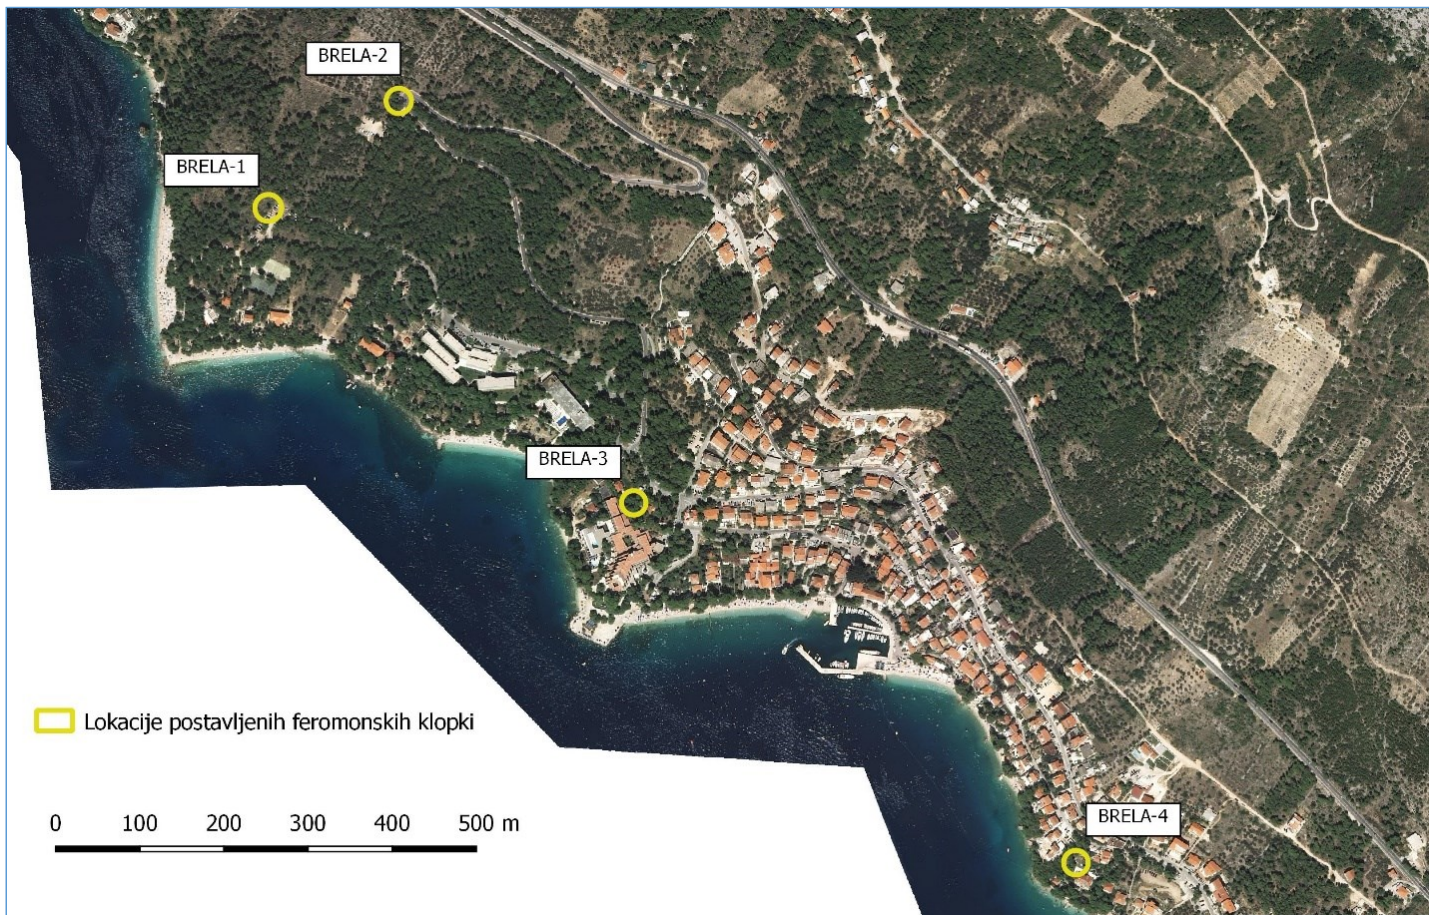 BRELA-2
BRELA-1
BRELA-3
BRELA-4
Lokacije postavljenih feromonskih klopki
0 100 200 300 400 500 m